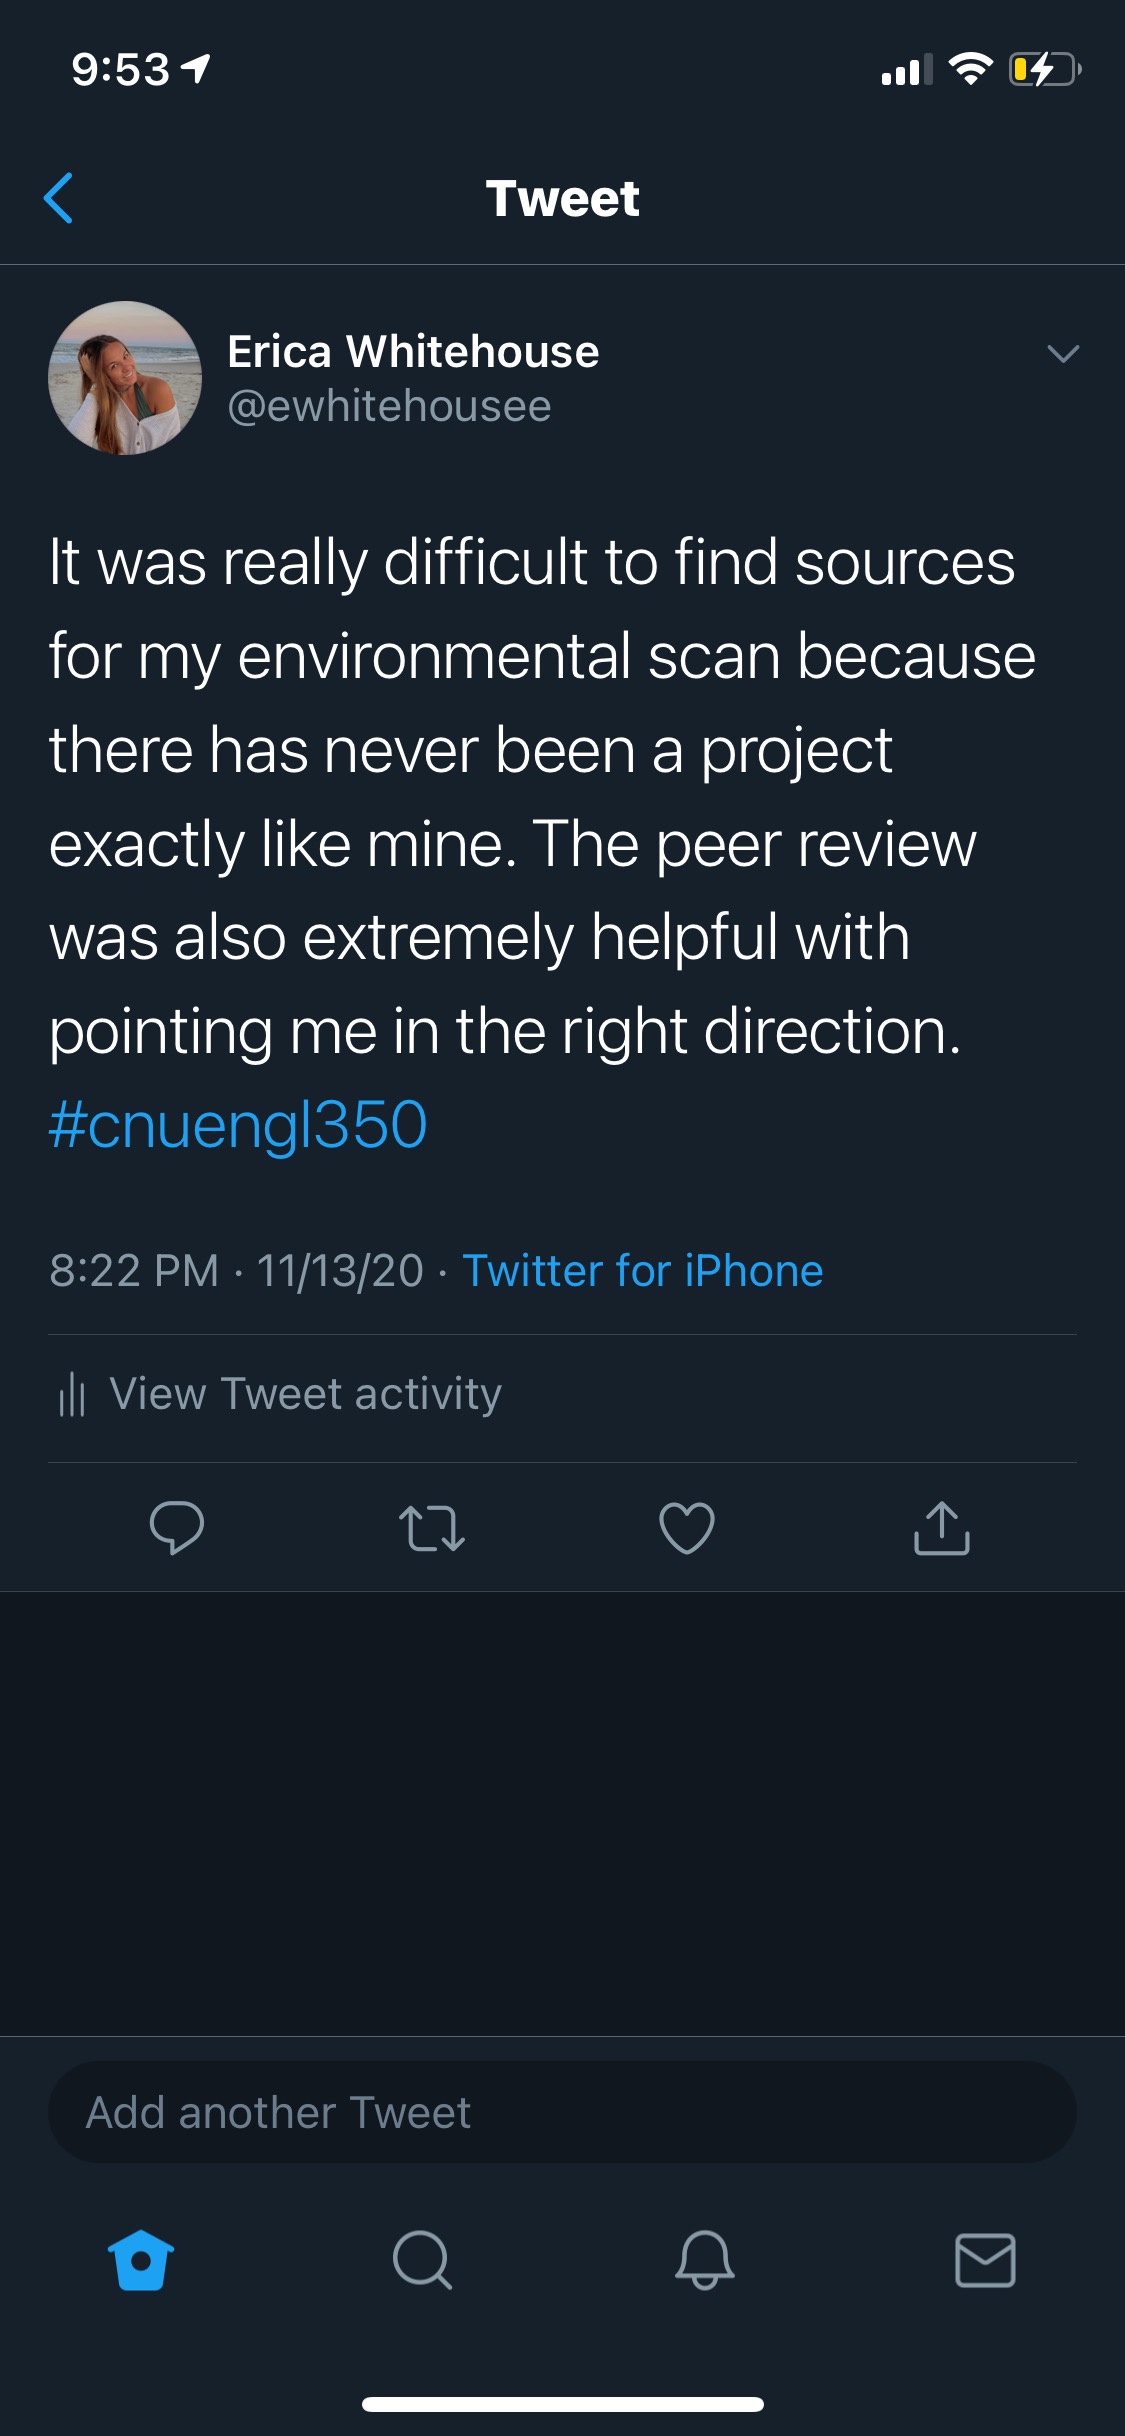 9:53
Tweet
Erica Whitehouse
@ewhitehousee
It was really difficult to find sources
for my environmental scan because
there has never been a project
exactly like mine. The peer review
was also extremely helpful with
pointing me in the right direction.
#cnuengl350
8:22 PM · 11/13/20 · Twitter for iPhone
View Tweet activity
Add another Tweet